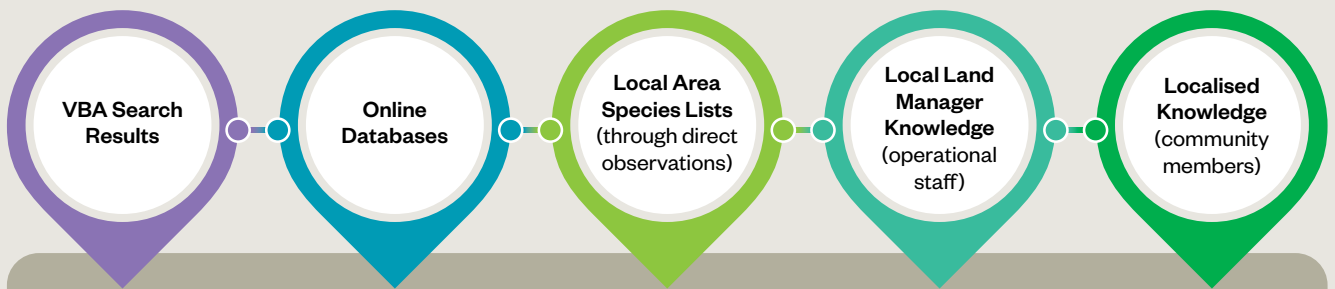 VBA Search
Results
Online
Databases
Local Area
Species Lists
(through direct
observations)
Local Land
Manager
Knowledge
(operational
staff)
Localised
Knowledge
(community
members)